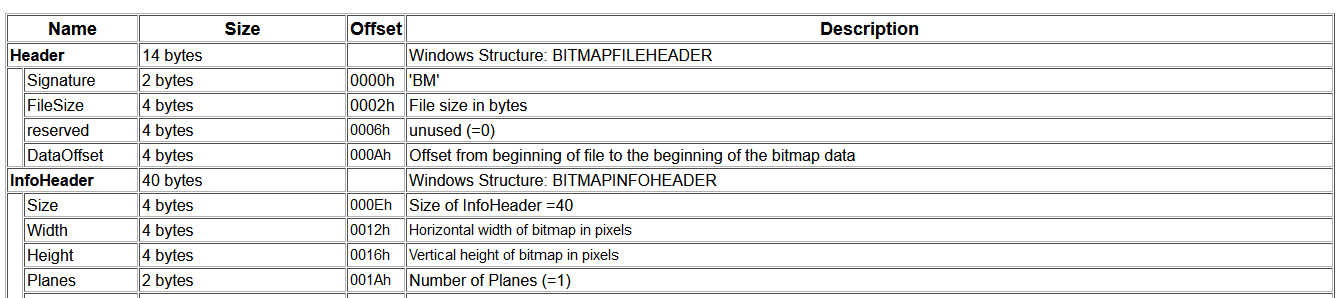 Name Size Offset Description
Header 14 bytes Windows Structure: BITMAPFILEHEADER
Signature 2 bytes 0000h 'BM'
FileSize 4 bytes 0002h File size in bytes
reserved 4 bytes 0006h unused (=0)
DataOffset 4 bytes 000Ah Offset from beginning of file to the beginning of the bitmap data
InfoHeader 40 bytes Windows Structure: BITMAPINFOHEADER
Size 4 bytes 000Eh Size of InfoHeader =40
Width 4 bytes 0012h Horizontal width of bitmap in pixels
Height 4 bytes 0016h Vertical height of bitmap in pixels
Planes 2 bytes 001Ah Number of Planes (=1)